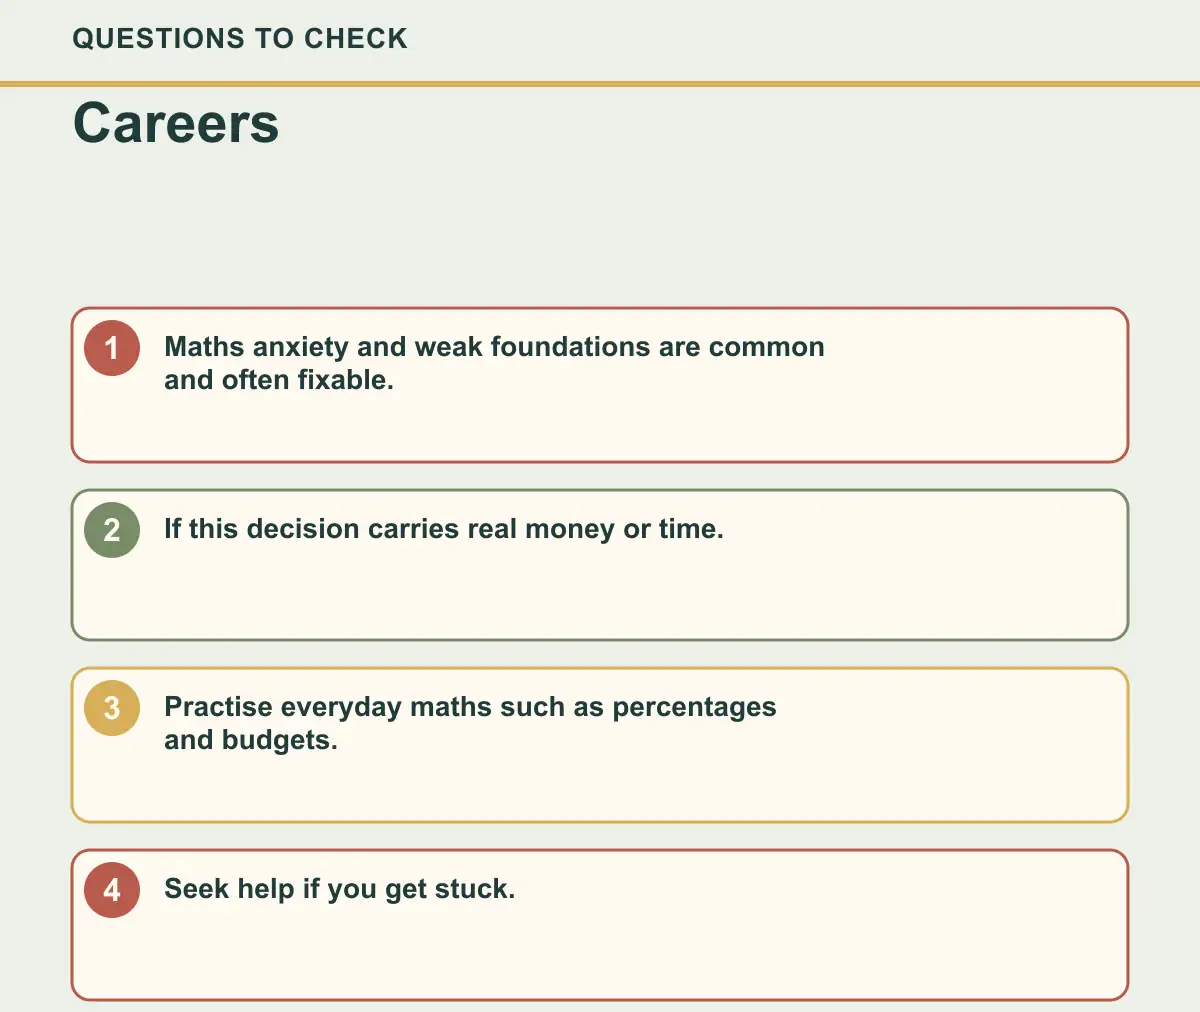 QUESTIONS TO CHECK
Careers
1
Maths anxiety and weak foundations are common
and often fixable.
2
If this decision carries real money or time.
3
Practise everyday maths such as percentages
and budgets.
4
Seek help if you get stuck.